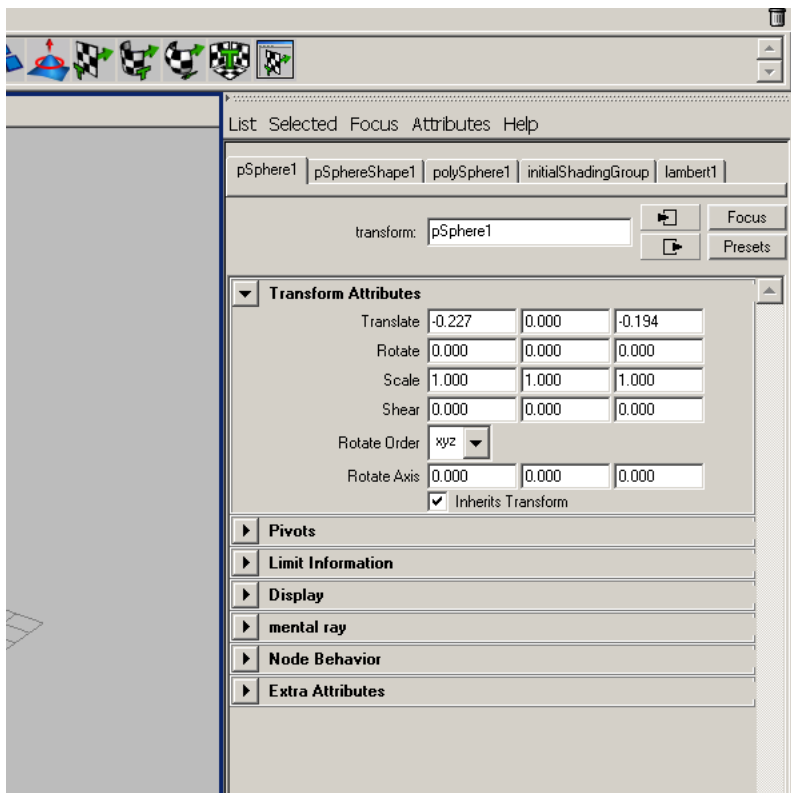 List Selected Focus Attributes Help
pSphere1 pSphereShape1 polySphere1 initialShadingGroup lambert1
transform: pSphere1 Focus
Presets
Transform Attributes
Translate -0.227 0.000 -0.194
Rotate 0.000 0.000 0.000
Scale 1.000 1.000 1.000
Shear 0.000 0.000 0.000
Rotate Order xyz
Rotate Axis 0.000 0.000 0.000
Inherits Transform
Pivots
Limit Information
Display
mental ray
Node Behavior
Extra Attributes